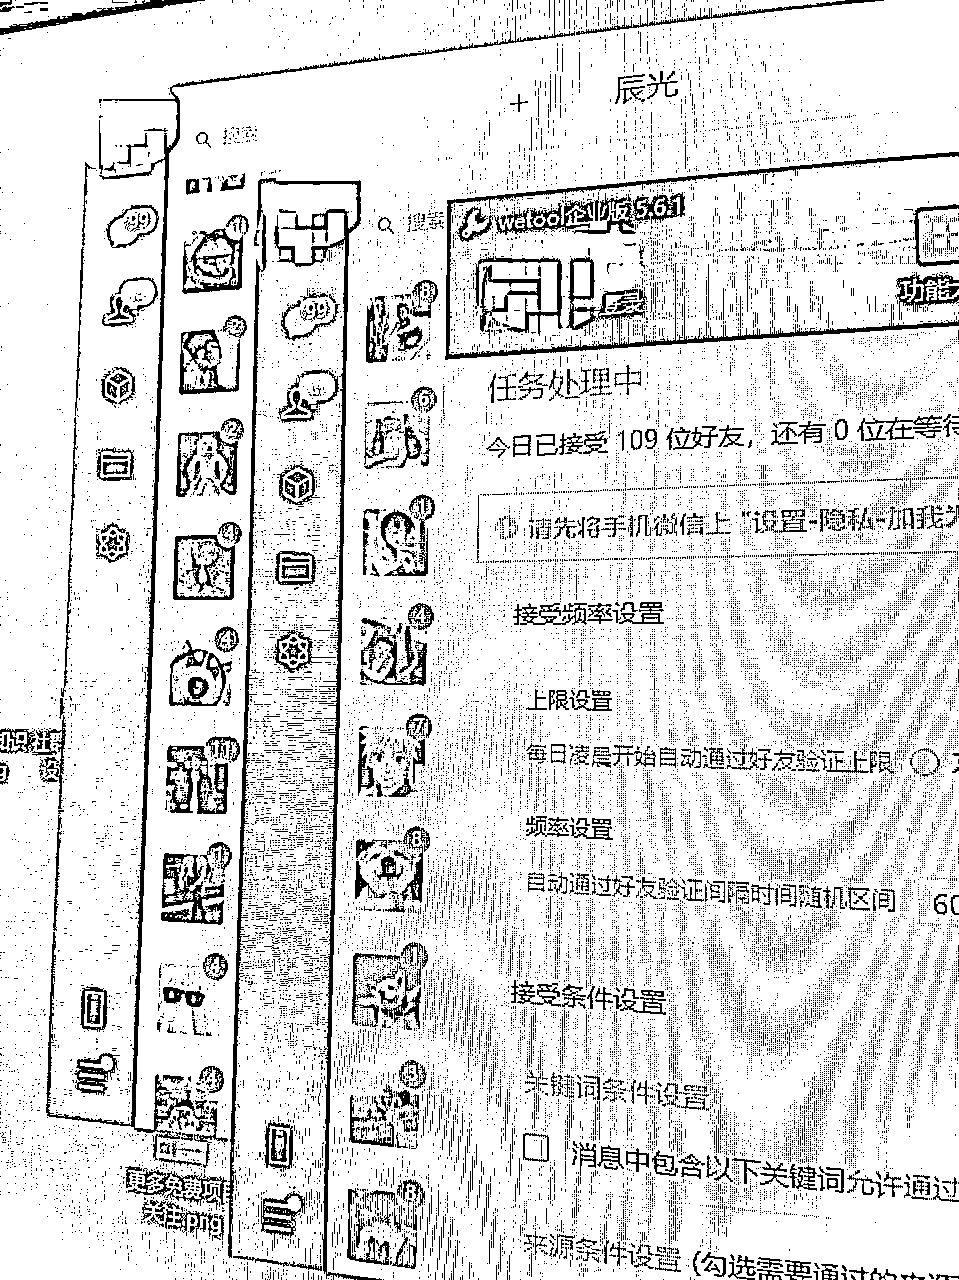 辰光
搜索
搜索
wetool企业版 5.6.1
任务处理中
今日已接受 109 位好友，还有 0 位在等待
请先将手机微信上 "设置-隐私-加我为
接受频率设置
上限设置
每日凌晨开始自动通过好友验证上限
频率设置
自动通过好友验证间隔时间随机区间 60
接受条件设置
关键词条件设置
消息中包含以下关键词允许通过
来源条件设置 (勾选需要通过的来源
更多免费项
关注.png